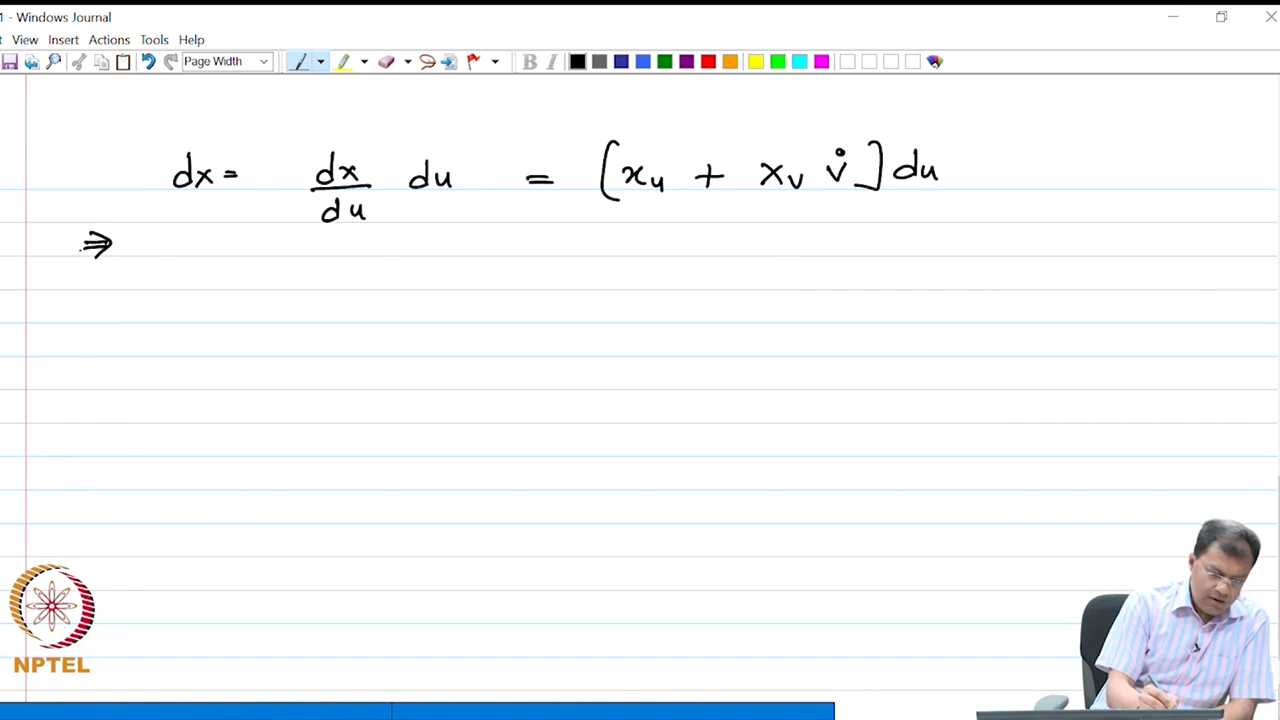 1 - Windows Journal
t View Insert Actions Tools Help
Page Width B I
dx = dx/du du = [x_u + x_v v̇] du
⇒
NPTEL